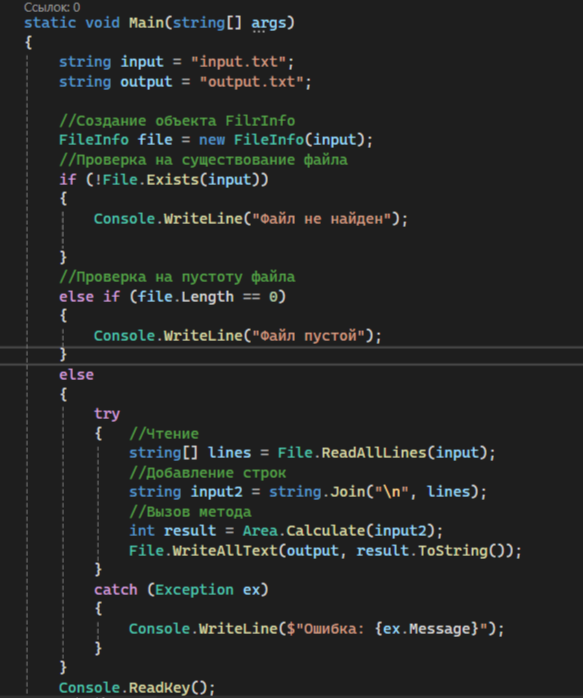 Ссылок: 0
static void Main(string[] args)
{
string input = "input.txt";
string output = "output.txt";
//Создание объекта FilrInfo
FileInfo file = new FileInfo(input);
//Проверка на существование файла
if (!File.Exists(input))
{
Console.WriteLine("Файл не найден");
}
//Проверка на пустоту файла
else if (file.Length == 0)
{
Console.WriteLine("Файл пустой");
}
else
{
try
{ //Чтение
string[] lines = File.ReadAllLines(input);
//Добавление строк
string input2 = string.Join("\n", lines);
//Вызов метода
int result = Area.Calculate(input2);
File.WriteAllText(output, result.ToString());
}
catch (Exception ex)
{
Console.WriteLine($"Ошибка: {ex.Message}");
}
}
Console.ReadKey();